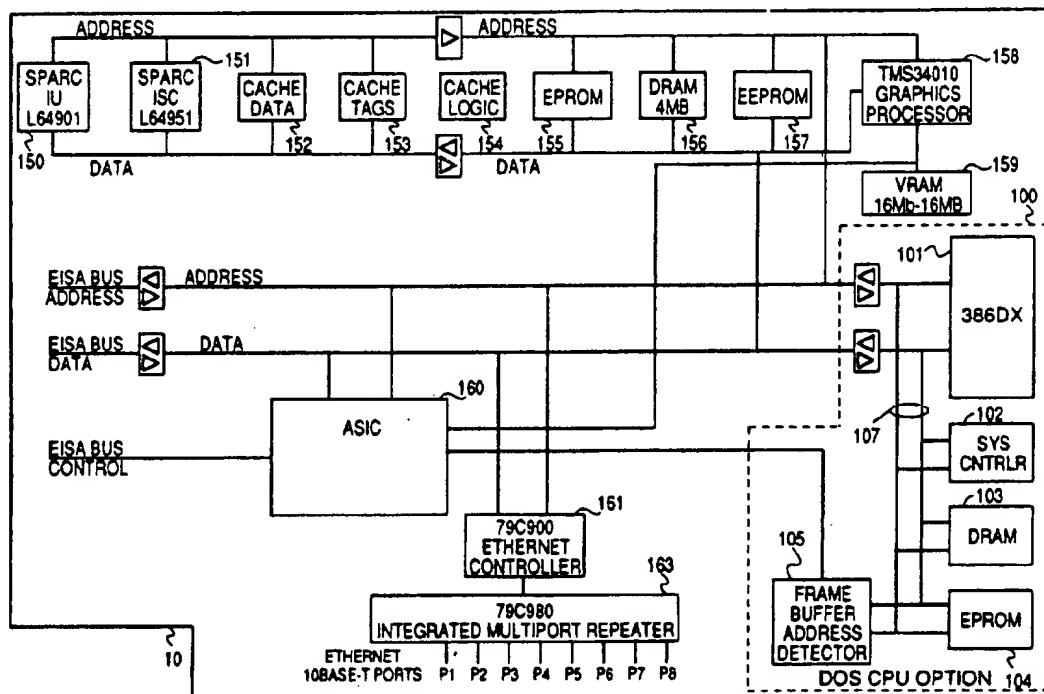 ADDRESS
ADDRESS
SPARC
IU
L64901
150
SPARC
ISC
L64951
151
CACHE
DATA
152
CACHE
TAGS
153
CACHE
LOGIC
154
EPROM
155
DRAM
4MB
156
EEPROM
157
TMS34010
GRAPHICS
PROCESSOR
158
DATA
DATA
VRAM
16Mb-16MB
159
100
101
386DX
EISA BUS
ADDRESS
ADDRESS
EISA BUS
DATA
DATA
160
ASIC
EISA BUS
CONTROL
107
102
SYS
CNTRLR
103
DRAM
161
79C900
ETHERNET
CONTROLLER
105
FRAME
BUFFER
ADDRESS
DETECTOR
EPROM
104
163
79C980
INTEGRATED MULTIPORT REPEATER
ETHERNET
10BASE-T PORTS P1 P2 P3 P4 P5 P6 P7 P8
10
DOS CPU OPTION